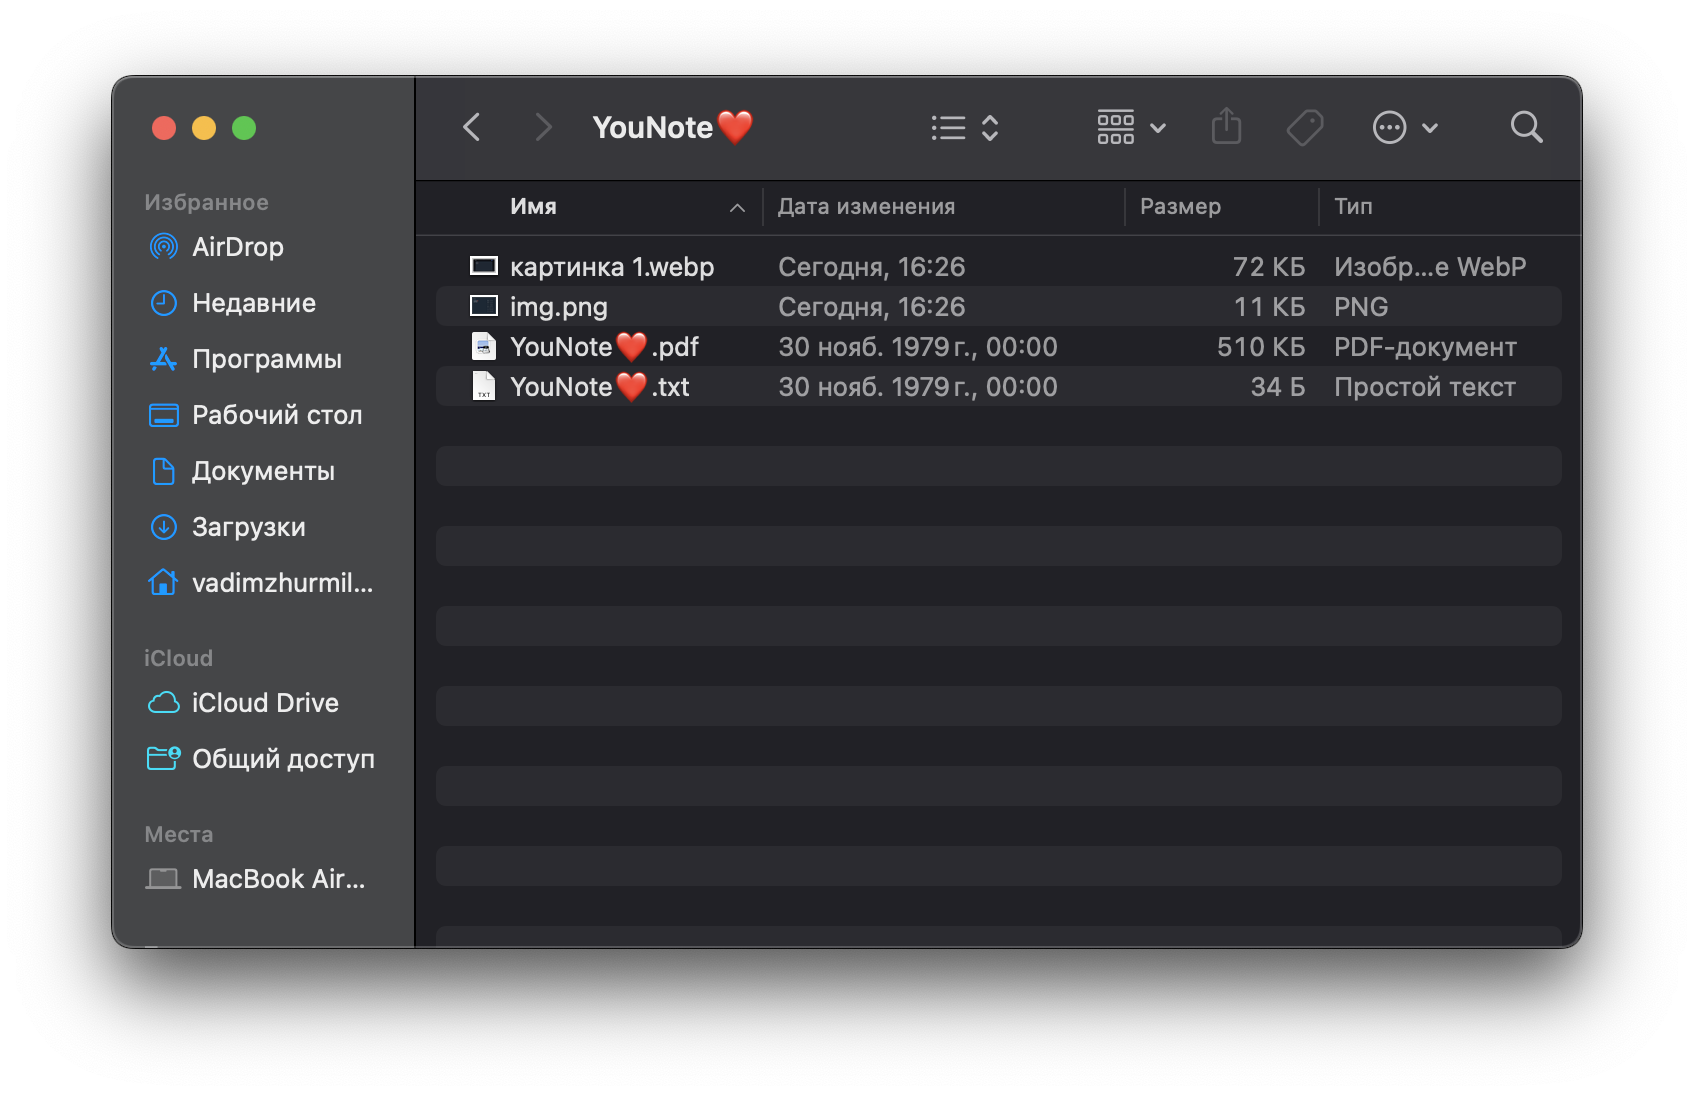 YouNote❤️
Избранное
AirDrop
Недавние
Программы
Рабочий стол
Документы
Загрузки
vadimzhurmil...
iCloud
iCloud Drive
Общий доступ
Места
MacBook Air...
Имя Дата изменения Размер Тип
картинка 1.webp Сегодня, 16:26 72 КБ Изобр...е WebP
img.png Сегодня, 16:26 11 КБ PNG
YouNote❤️.pdf 30 нояб. 1979 г., 00:00 510 КБ PDF-документ
YouNote❤️.txt 30 нояб. 1979 г., 00:00 34 Б Простой текст